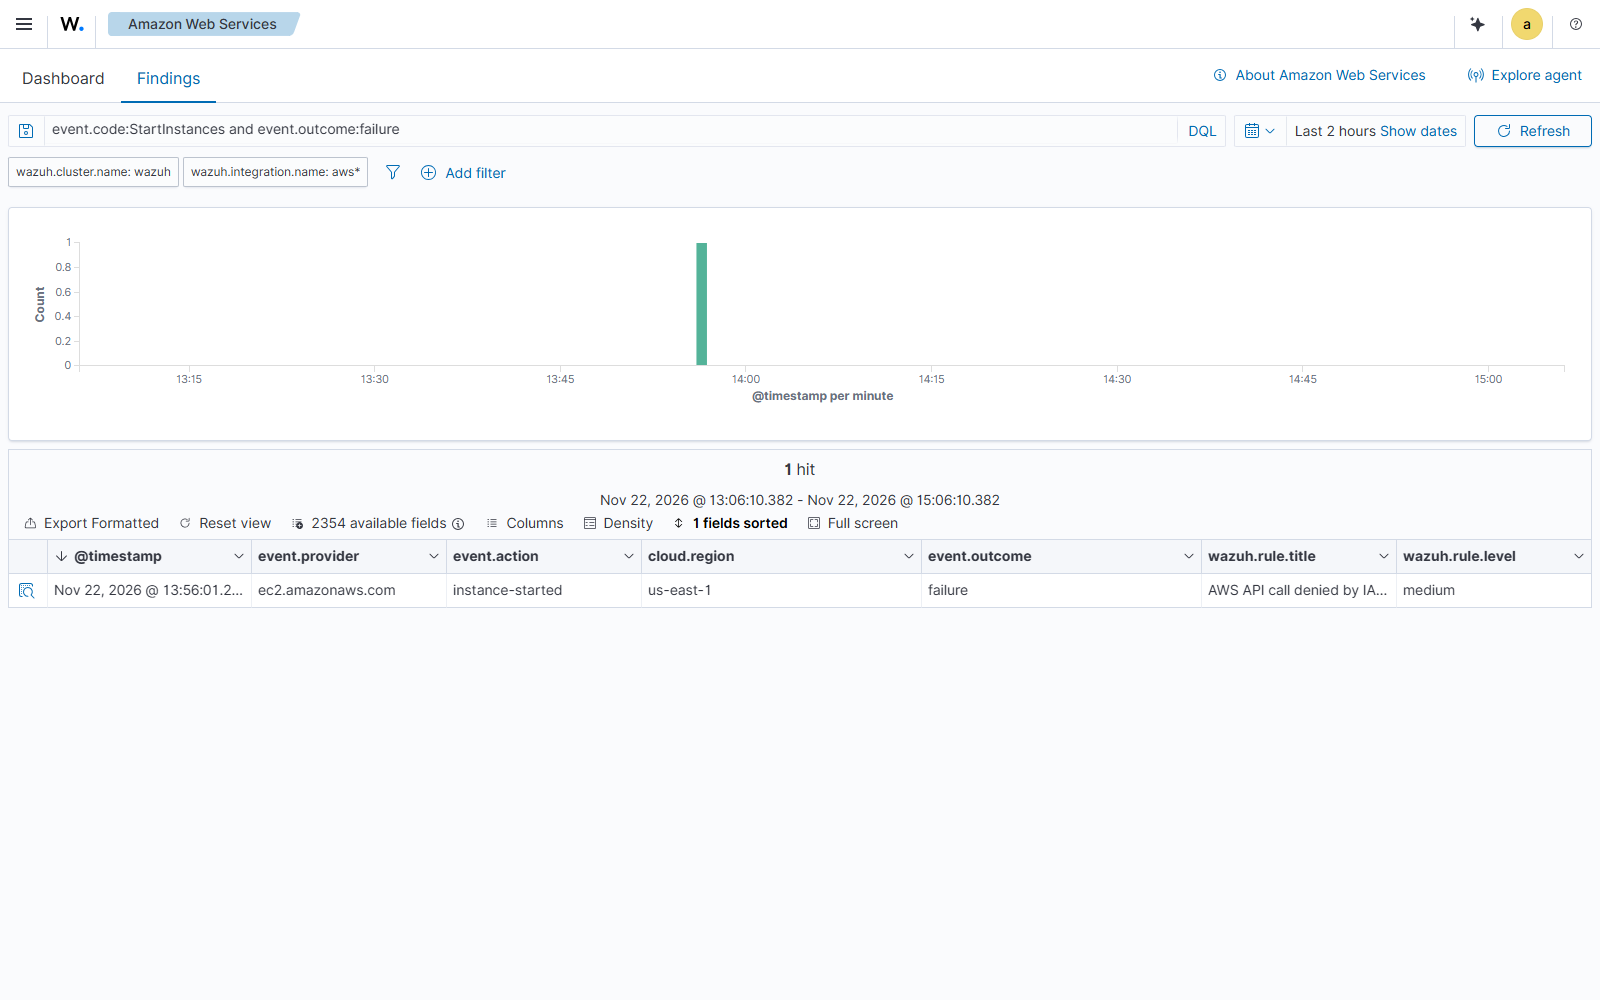 W.
Amazon Web Services
a
Dashboard
Findings
About Amazon Web Services
Explore agent
event.code:StartInstances and event.outcome:failure
DQL
Last 2 hours Show dates
Refresh
wazuh.cluster.name: wazuh
wazuh.integration.name: aws*
Add filter
1
0.8
0.6
0.4
0.2
0
Count
13:15
13:30
13:45
14:00
14:15
14:30
14:45
15:00
@timestamp per minute
1 hit
Nov 22, 2026 @ 13:06:10.382 - Nov 22, 2026 @ 15:06:10.382
Export Formatted
Reset view
2354 available fields
Columns
Density
1 fields sorted
Full screen
@timestamp
event.provider
event.action
cloud.region
event.outcome
wazuh.rule.title
wazuh.rule.level
Nov 22, 2026 @ 13:56:01.2...
ec2.amazonaws.com
instance-started
us-east-1
failure
AWS API call denied by IA...
medium